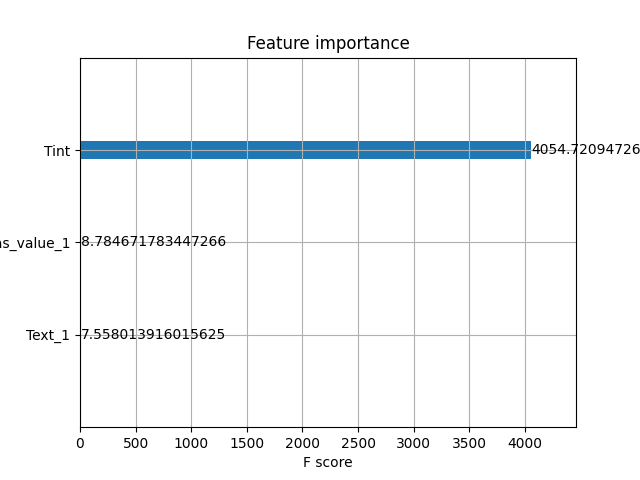 Feature importance
Tint
4054.72094726
s_value_1
8.784671783447266
Text_1
7.558013916015625
0 500 1000 1500 2000 2500 3000 3500 4000
F score